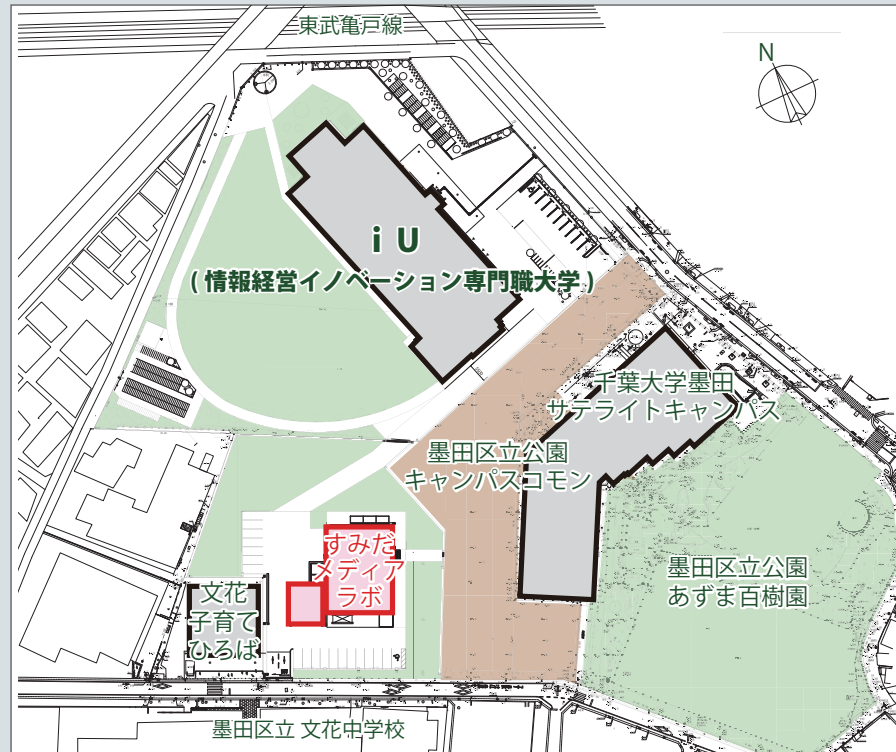 東武亀戸線
N
i U
( 情報経営イノベーション専門職大学 )
千葉大学墨田
サテライトキャンパス
墨田区立公園
キャンパスコモン
すみだ
メディア
ラボ
墨田区立公園
あずま百樹園
文花
子育て
ひろば
墨田区立 文花中学校